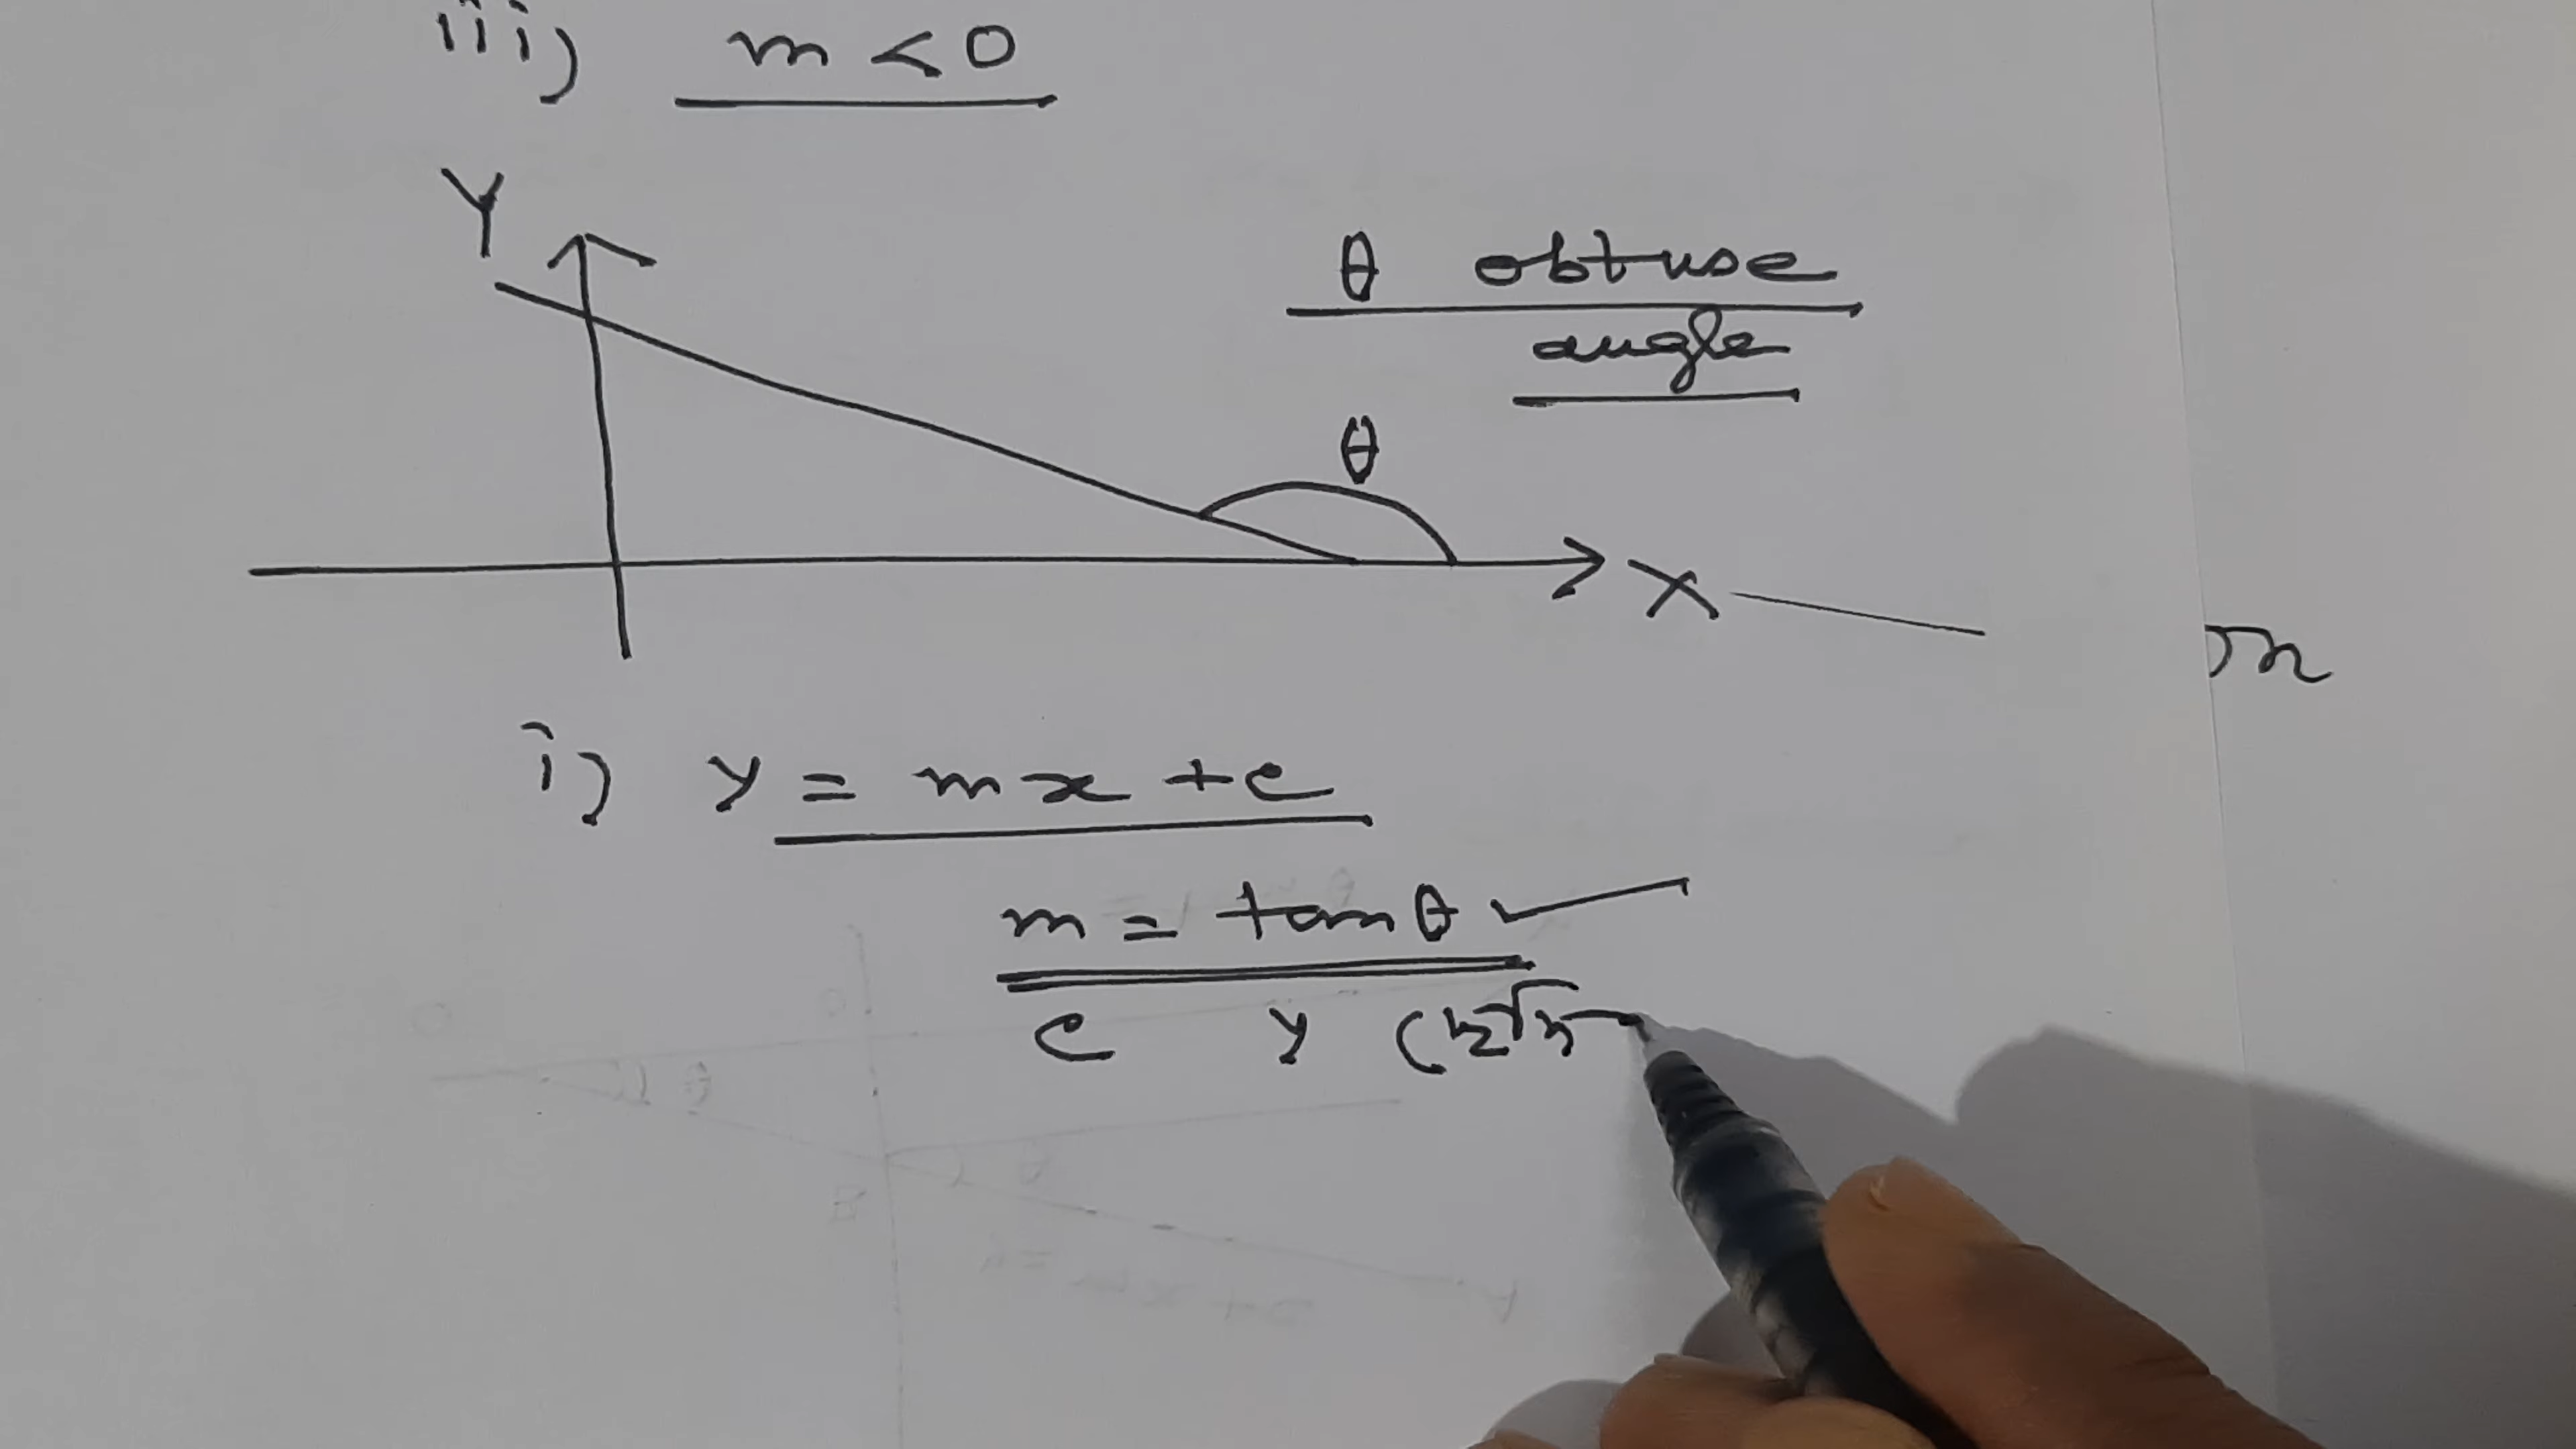 iii) m < 0
Y
θ obtuse
angle
θ
X
i) y = mx + c
m = tan θ ✓
c y